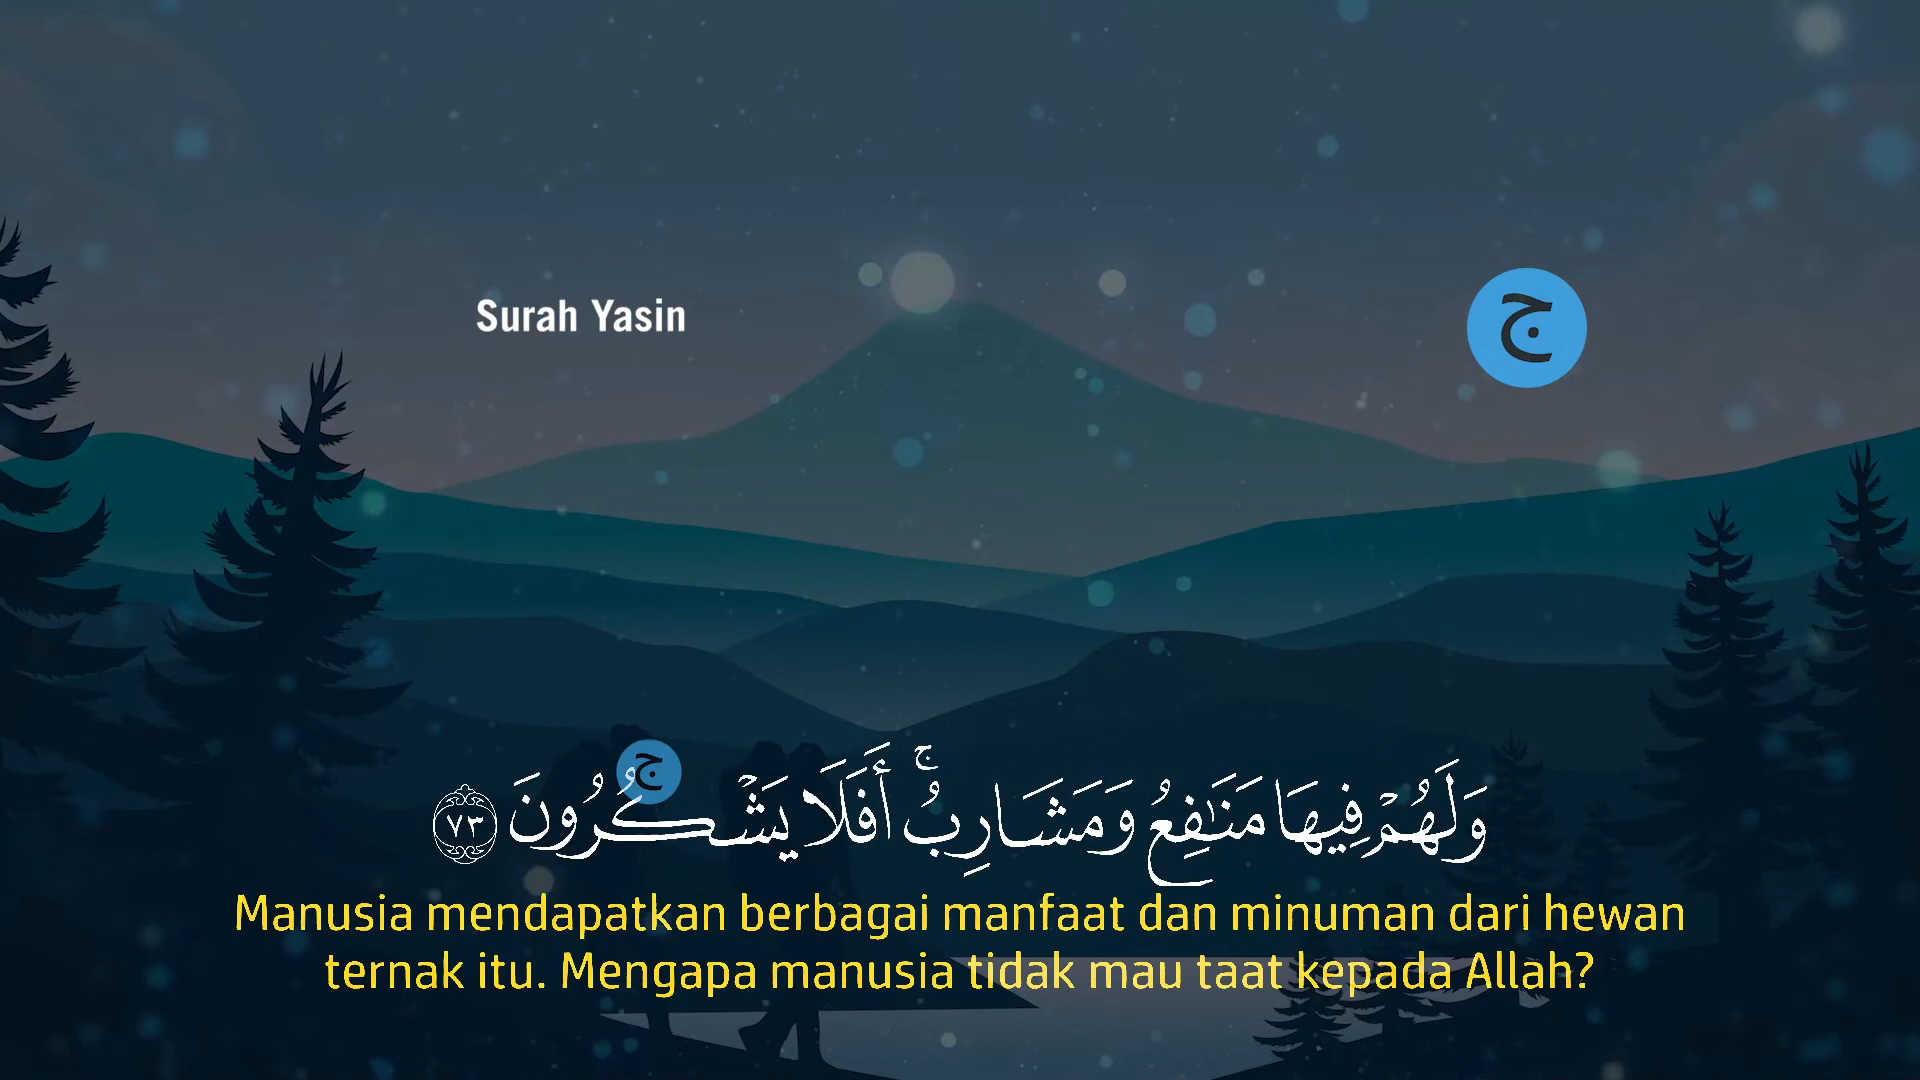 Surah Yasin
ج
ج
وَلَهُمْ فِيهَا مَنَٰفِعُ وَمَشَارِبُ ۚ أَفَلَا يَشْكُرُونَ ٧٣
Manusia mendapatkan berbagai manfaat dan minuman dari hewan
ternak itu. Mengapa manusia tidak mau taat kepada Allah?